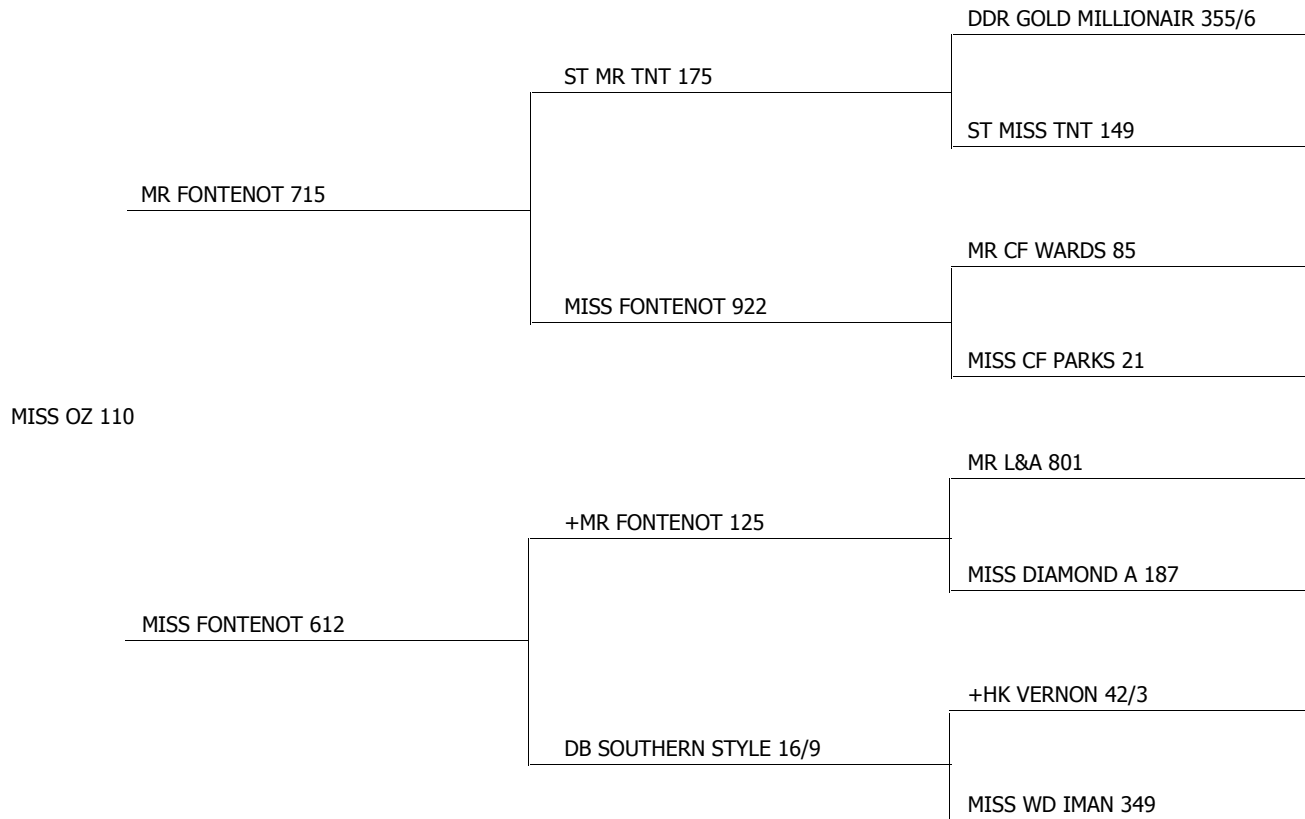 DDR GOLD MILLIONAIR 355/6
ST MR TNT 175
ST MISS TNT 149
MR FONTENOT 715
MR CF WARDS 85
MISS FONTENOT 922
MISS CF PARKS 21
MISS OZ 110
MR L&A 801
+MR FONTENOT 125
MISS DIAMOND A 187
MISS FONTENOT 612
+HK VERNON 42/3
DB SOUTHERN STYLE 16/9
MISS WD IMAN 349